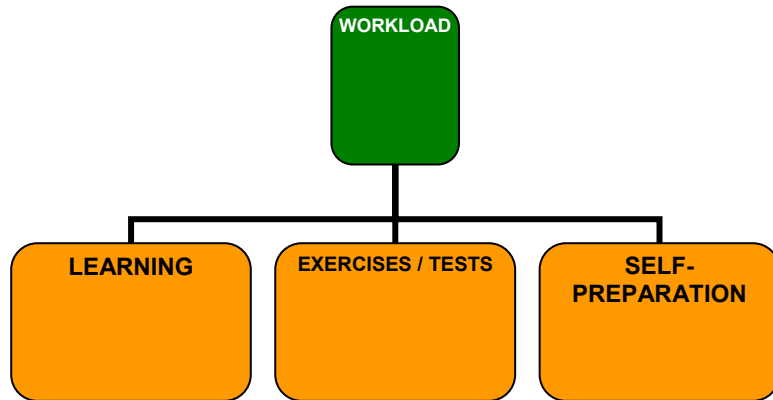 WORKLOAD
LEARNING
EXERCISES / TESTS
SELF-
PREPARATION